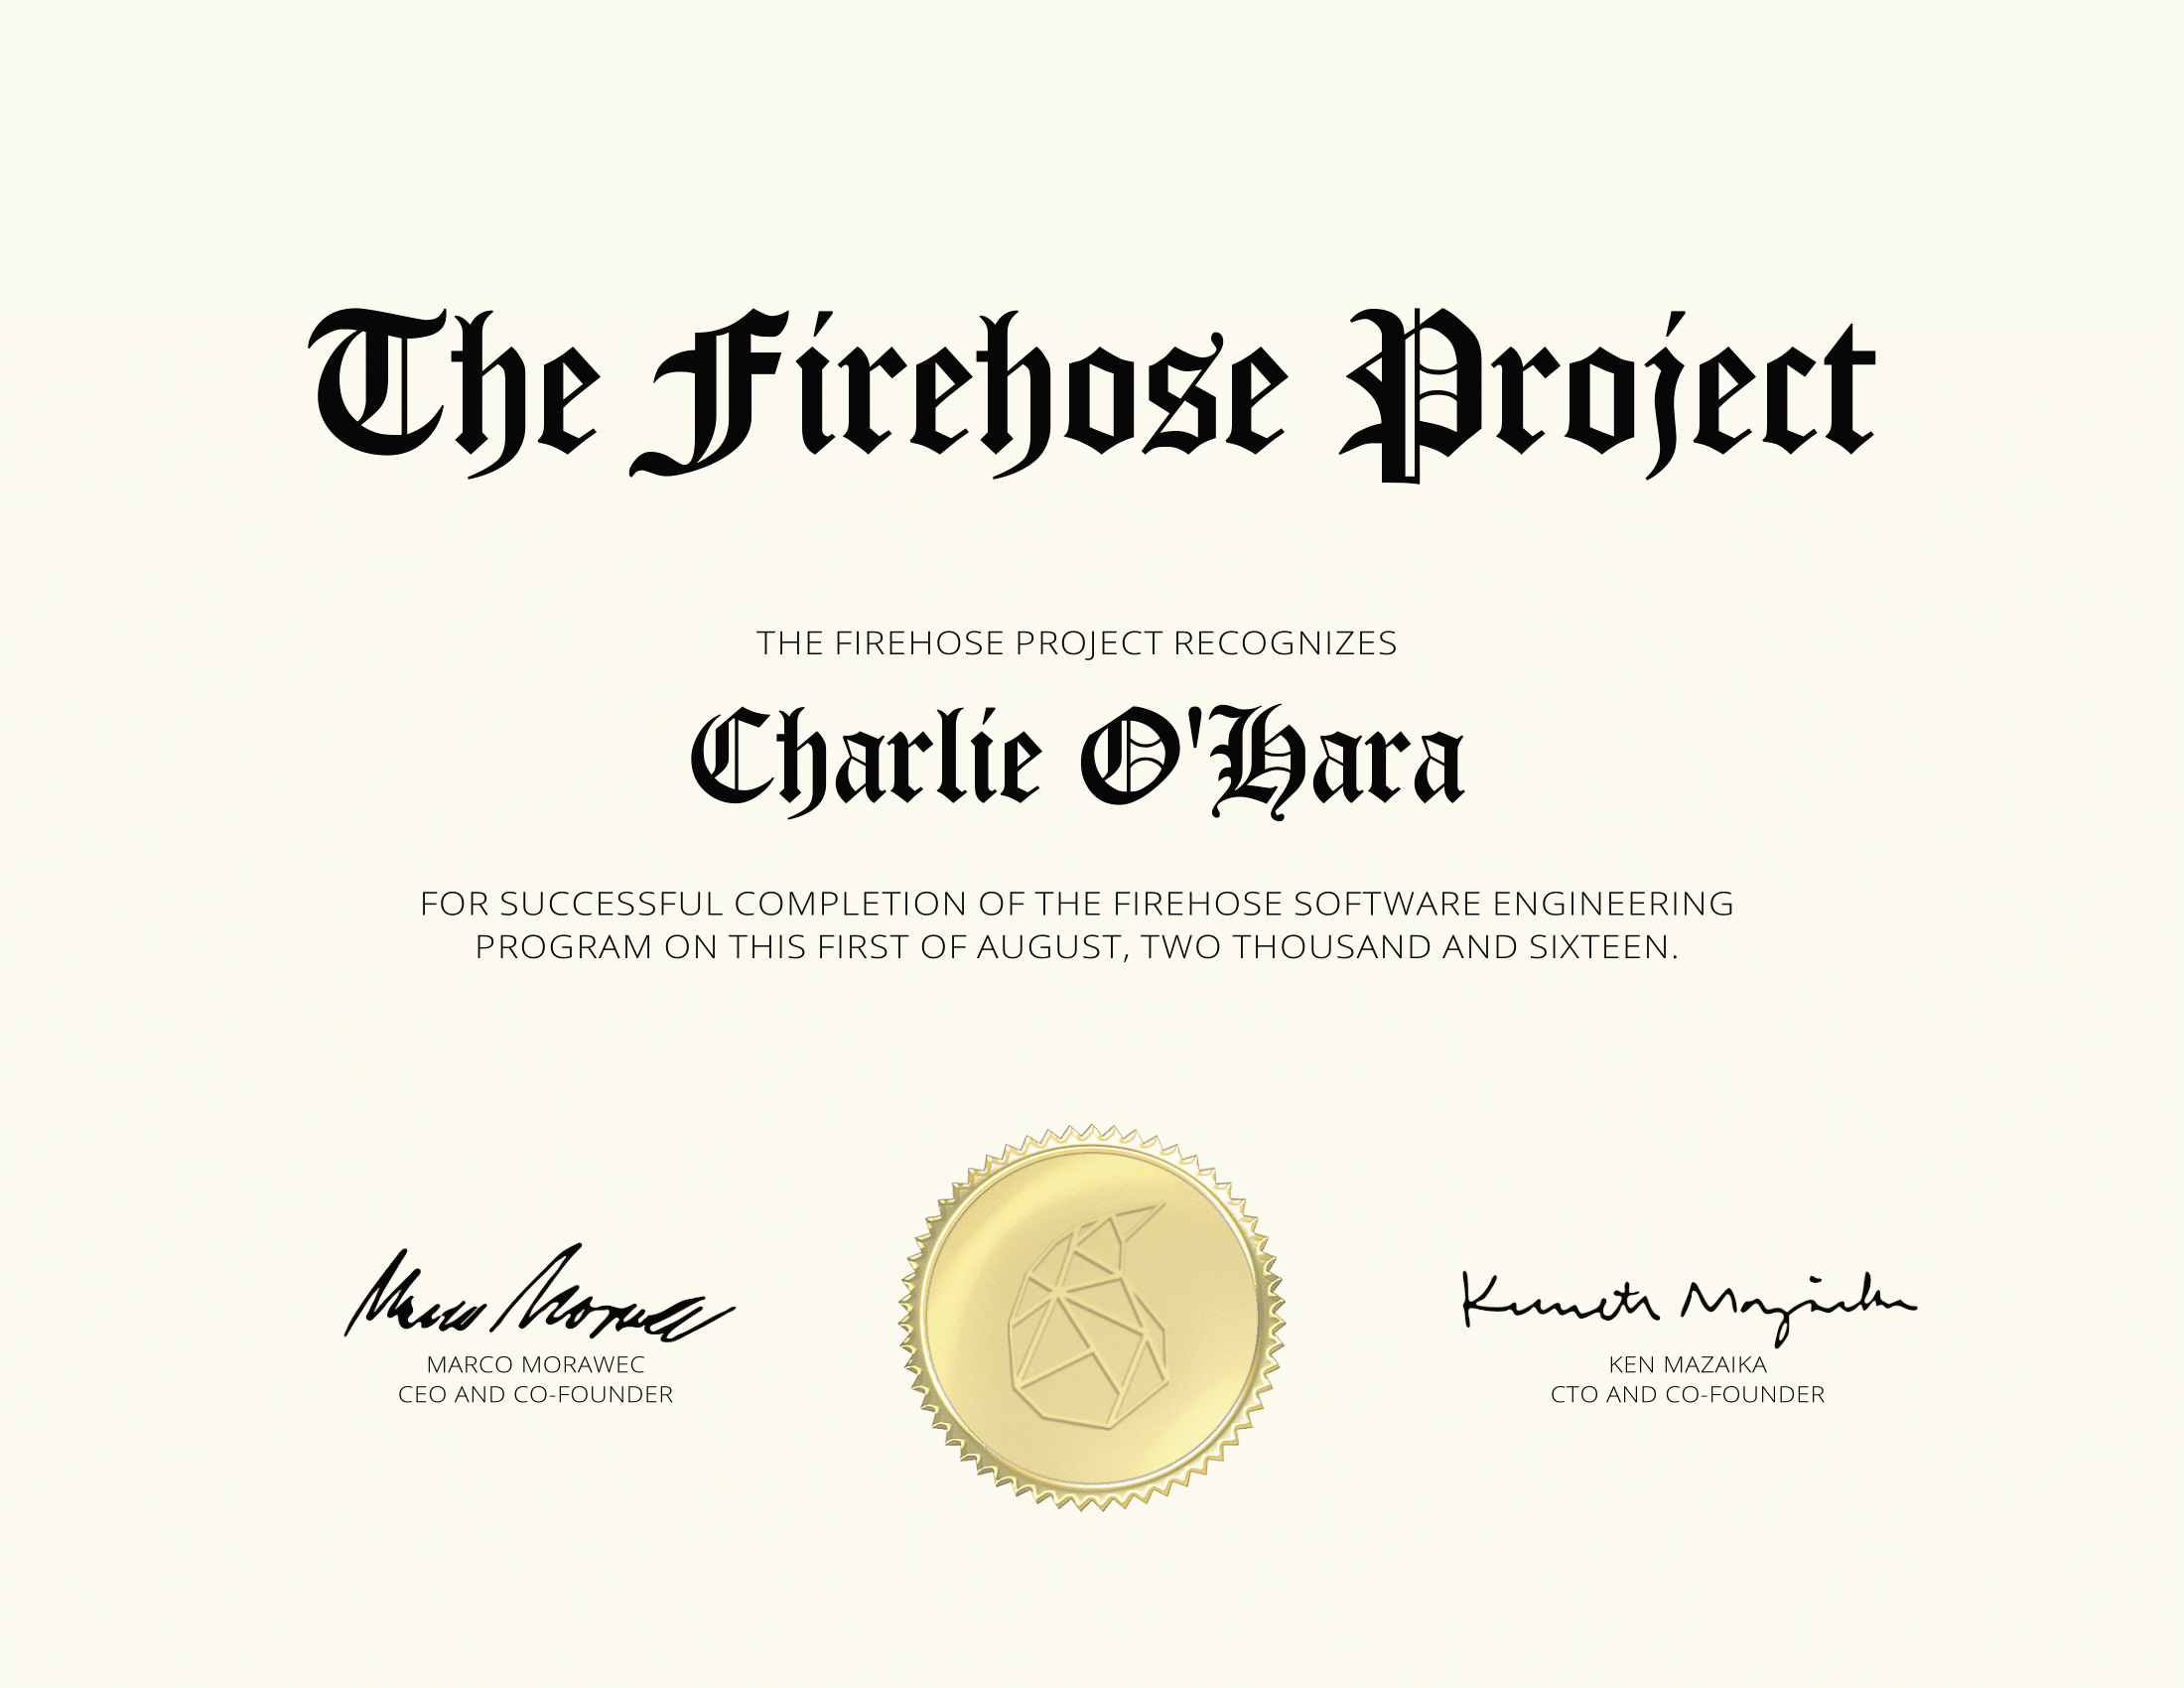 The Firehose Project
THE FIREHOSE PROJECT RECOGNIZES
Charlie O'Hara
FOR SUCCESSFUL COMPLETION OF THE FIREHOSE SOFTWARE ENGINEERING
PROGRAM ON THIS FIRST OF AUGUST, TWO THOUSAND AND SIXTEEN.
Marco Morawec
MARCO MORAWEC
CEO AND CO-FOUNDER
Kenneth Mazaika
KEN MAZAIKA
CTO AND CO-FOUNDER